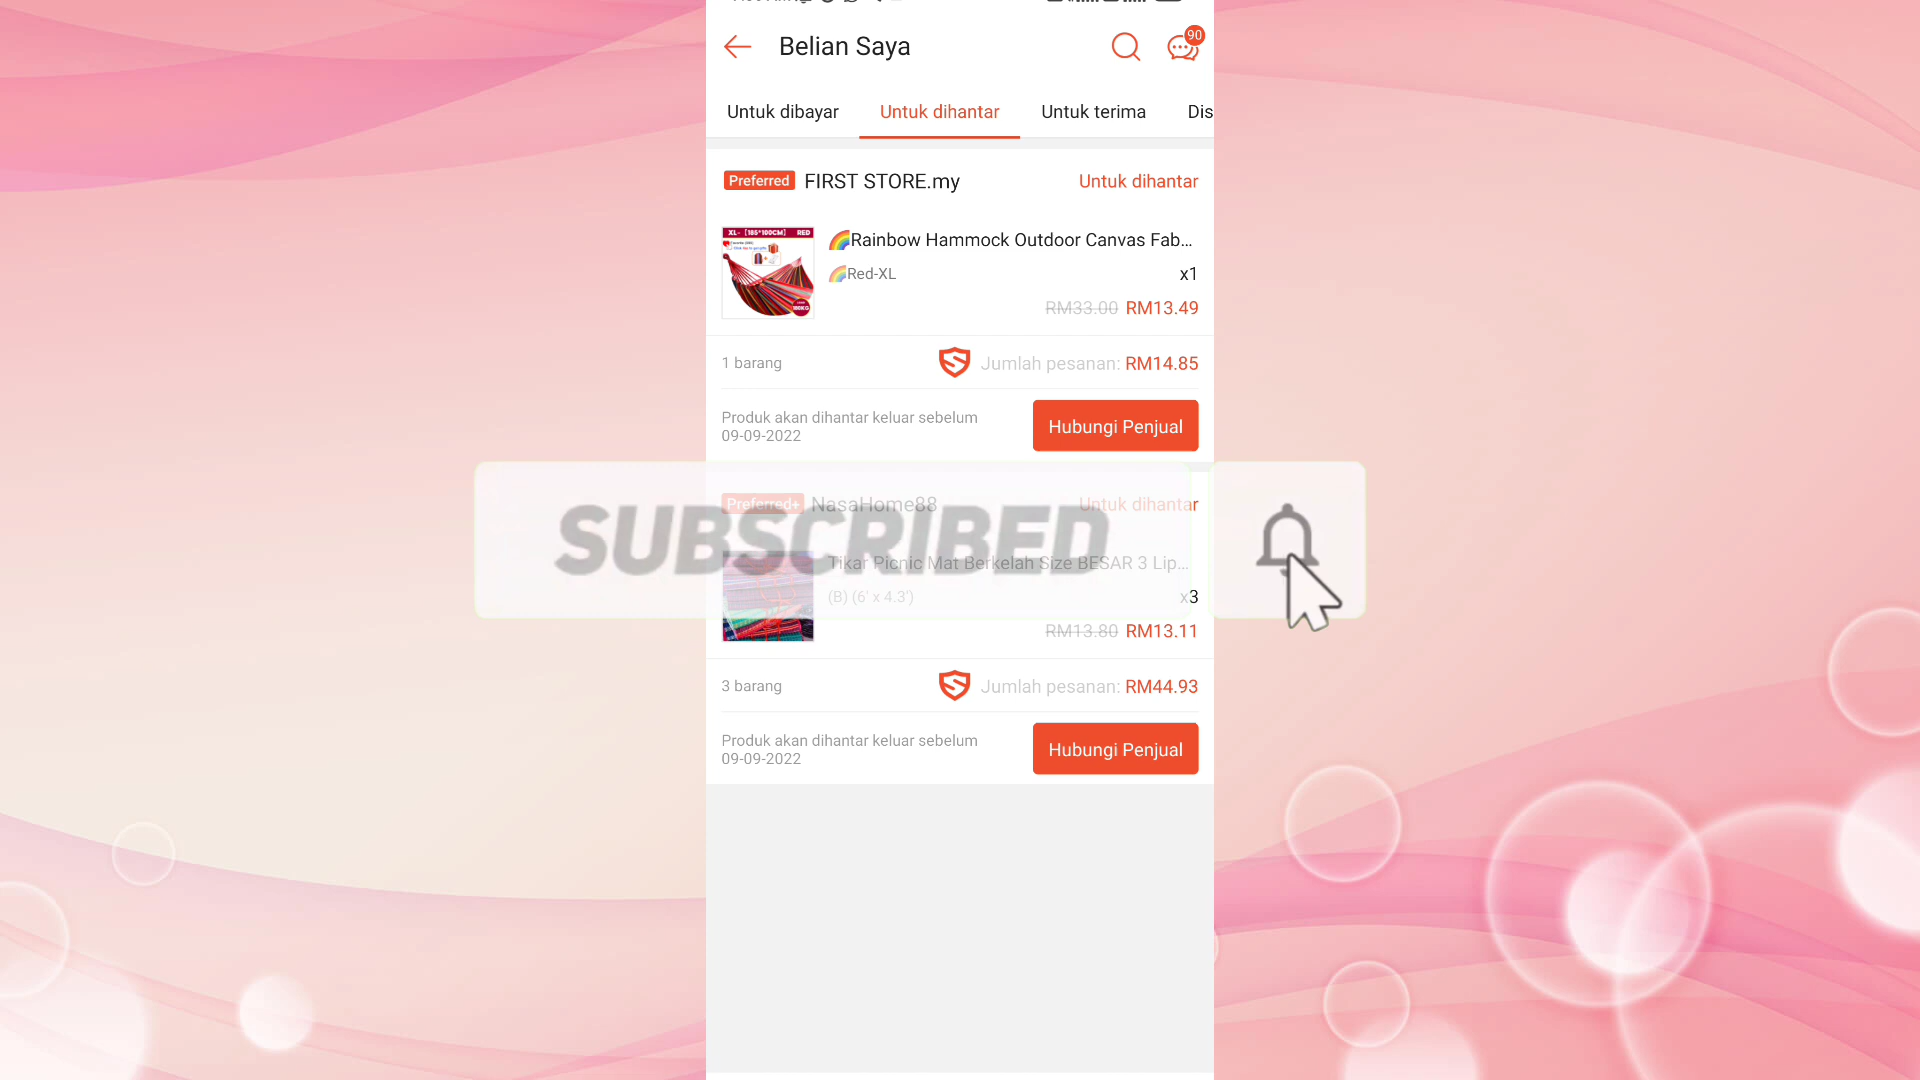 90
Belian Saya
Untuk dibayar
Untuk dihantar
Untuk terima
Dis
Preferred FIRST STORE.my
Untuk dihantar
XL-【185*100CM】 RED
🌈Rainbow Hammock Outdoor Canvas Fab...
🌈Red-XL
x1
RM33.00 RM13.49
1 barang
Jumlah pesanan: RM14.85
Produk akan dihantar keluar sebelum
09-09-2022
Hubungi Penjual
Preferred+ NasaHome88
Untuk dihantar
SUBSCRIBED
Tikar Picnic Mat Berkelah Size BESAR 3 Lip...
(B) (6' x 4.3')
x3
RM13.80 RM13.11
3 barang
Jumlah pesanan: RM44.93
Produk akan dihantar keluar sebelum
09-09-2022
Hubungi Penjual